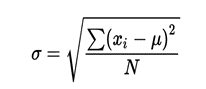 σ = √(∑(xᵢ − μ)² / N)